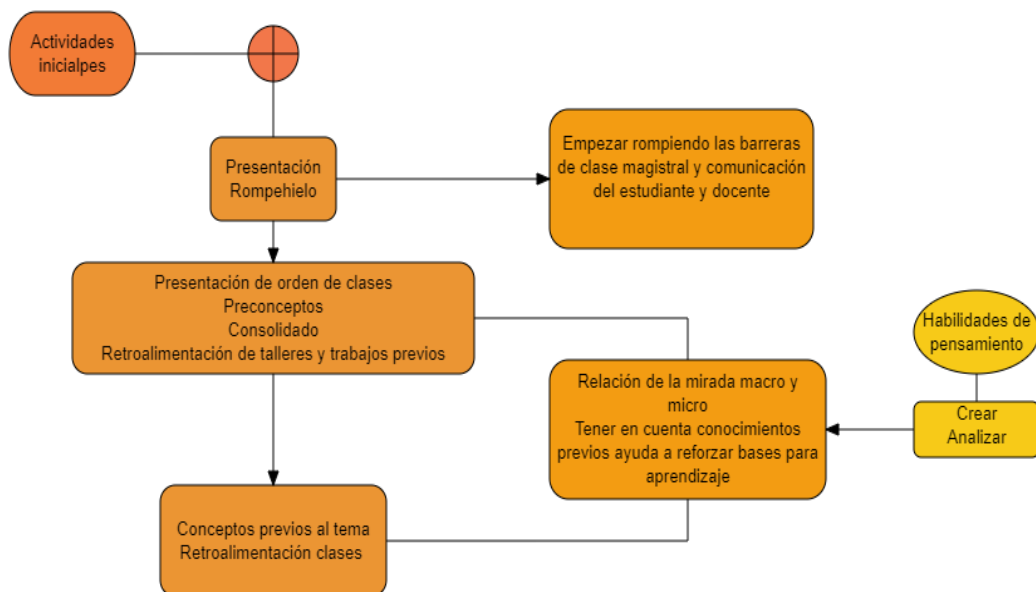 Actividades
inicialpes
Presentación
Rompehielo
Empezar rompiendo las barreras
de clase magistral y comunicación
del estudiante y docente
Presentación de orden de clases
Preconceptos
Consolidado
Retroalimentación de talleres y trabajos previos
Habilidades de
pensamiento
Relación de la mirada macro y
micro
Tener en cuenta conocimientos
previos ayuda a reforzar bases para
aprendizaje
Crear
Analizar
Conceptos previos al tema
Retroalimentación clases